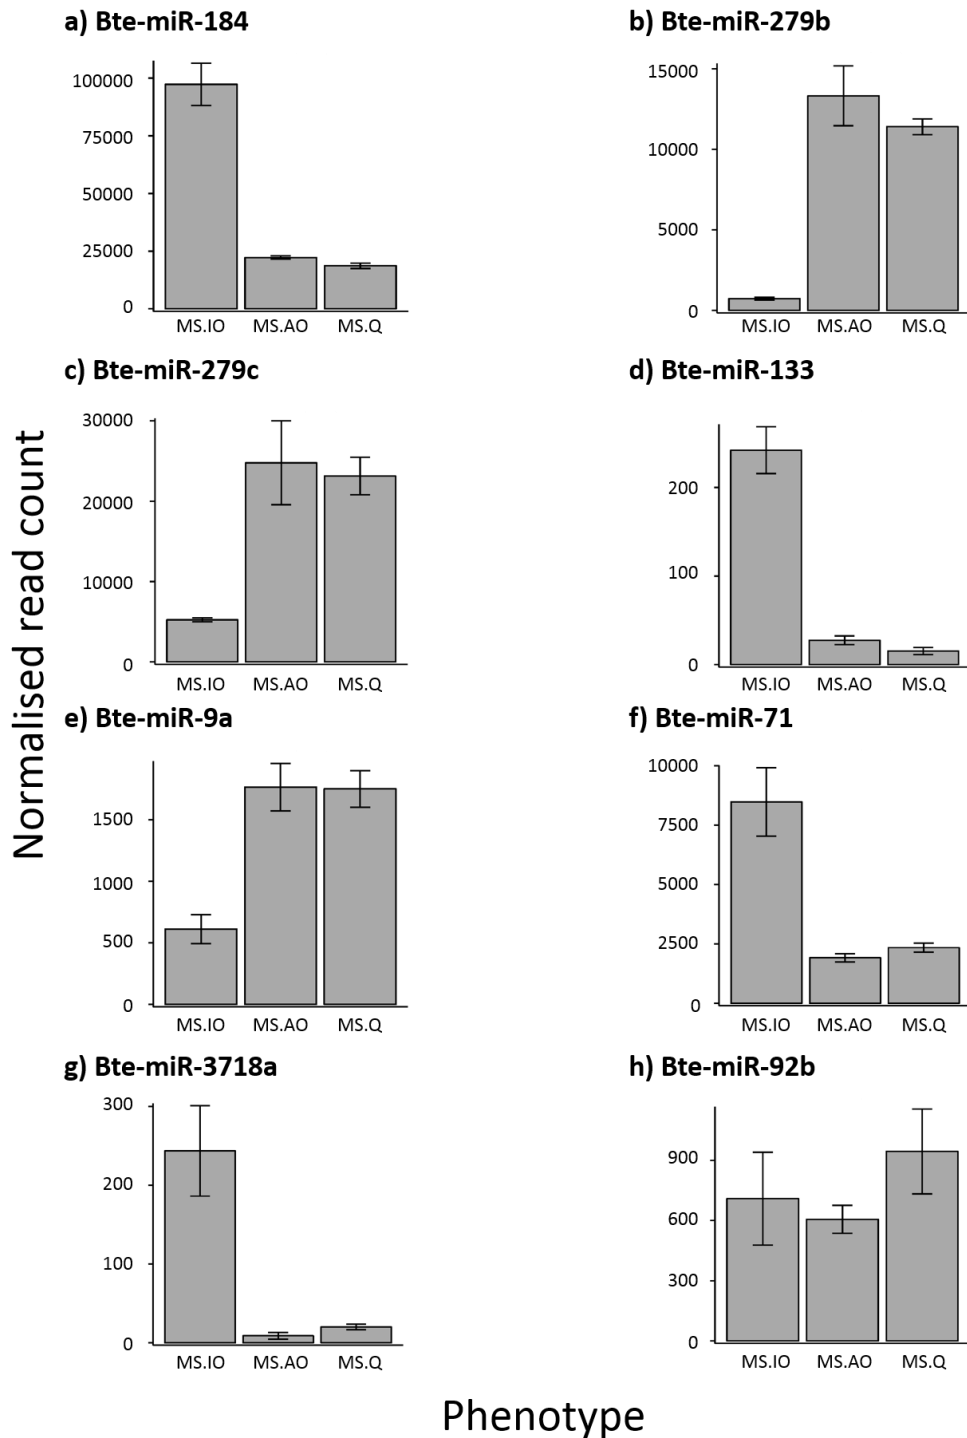 a) Bte-miR-184
100000
75000
50000
25000
0
MS.IO MS.AO MS.Q
b) Bte-miR-279b
15000
10000
5000
0
MS.IO MS.AO MS.Q
c) Bte-miR-279c
30000
20000
10000
0
MS.IO MS.AO MS.Q
d) Bte-miR-133
200
100
0
MS.IO MS.AO MS.Q
e) Bte-miR-9a
1500
1000
500
0
MS.IO MS.AO MS.Q
f) Bte-miR-71
10000
7500
5000
2500
0
MS.IO MS.AO MS.Q
g) Bte-miR-3718a
300
200
100
0
MS.IO MS.AO MS.Q
h) Bte-miR-92b
900
600
300
0
MS.IO MS.AO MS.Q
Normalised read count
Phenotype